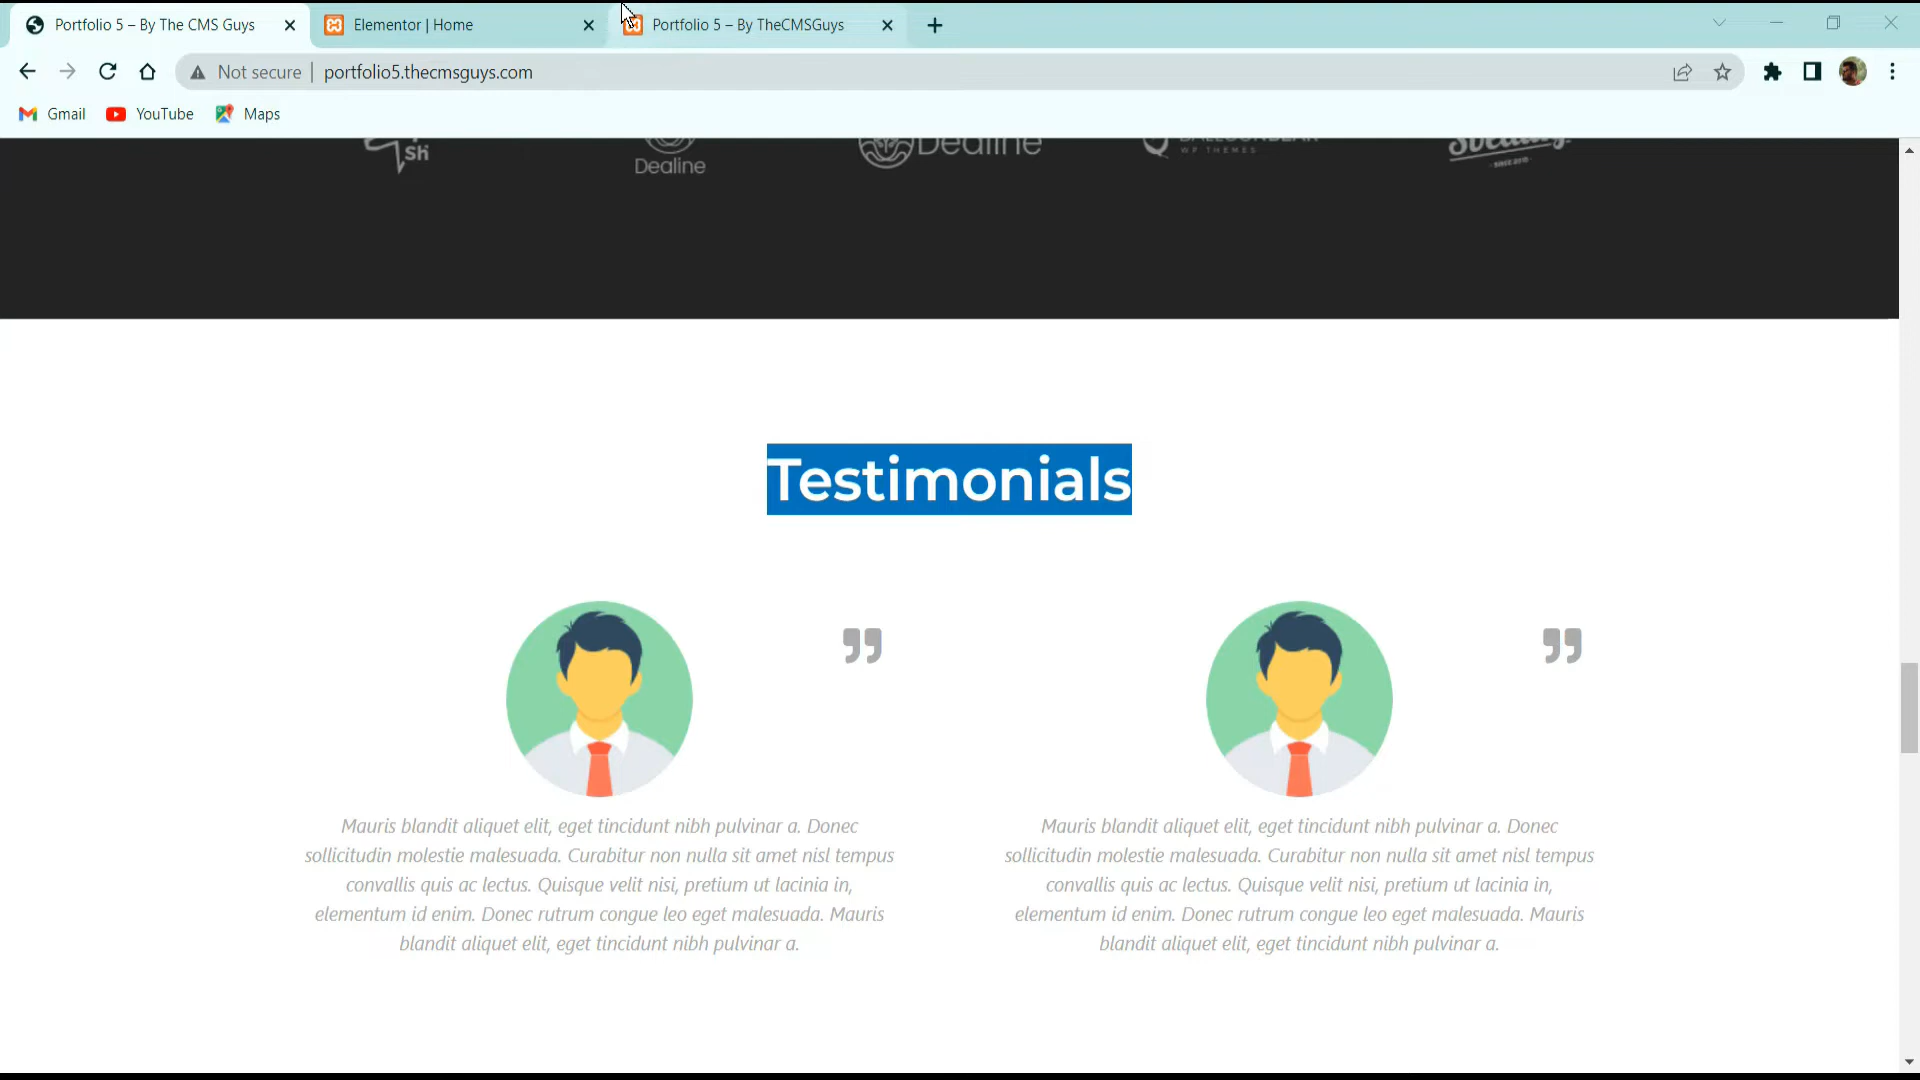 Portfolio 5 – By The CMS Guys
Elementor | Home
Portfolio 5 – By TheCMSGuys
Not secure
portfolio5.thecmsguys.com
Gmail
YouTube
Maps
sh
Dealine
Dealine
WP THEMES
- SINCE 2015 -
Testimonials
Mauris blandit aliquet elit, eget tincidunt nibh pulvinar a. Donec
sollicitudin molestie malesuada. Curabitur non nulla sit amet nisl tempus
convallis quis ac lectus. Quisque velit nisi, pretium ut lacinia in,
elementum id enim. Donec rutrum congue leo eget malesuada. Mauris
blandit aliquet elit, eget tincidunt nibh pulvinar a.
Mauris blandit aliquet elit, eget tincidunt nibh pulvinar a. Donec
sollicitudin molestie malesuada. Curabitur non nulla sit amet nisl tempus
convallis quis ac lectus. Quisque velit nisi, pretium ut lacinia in,
elementum id enim. Donec rutrum congue leo eget malesuada. Mauris
blandit aliquet elit, eget tincidunt nibh pulvinar a.